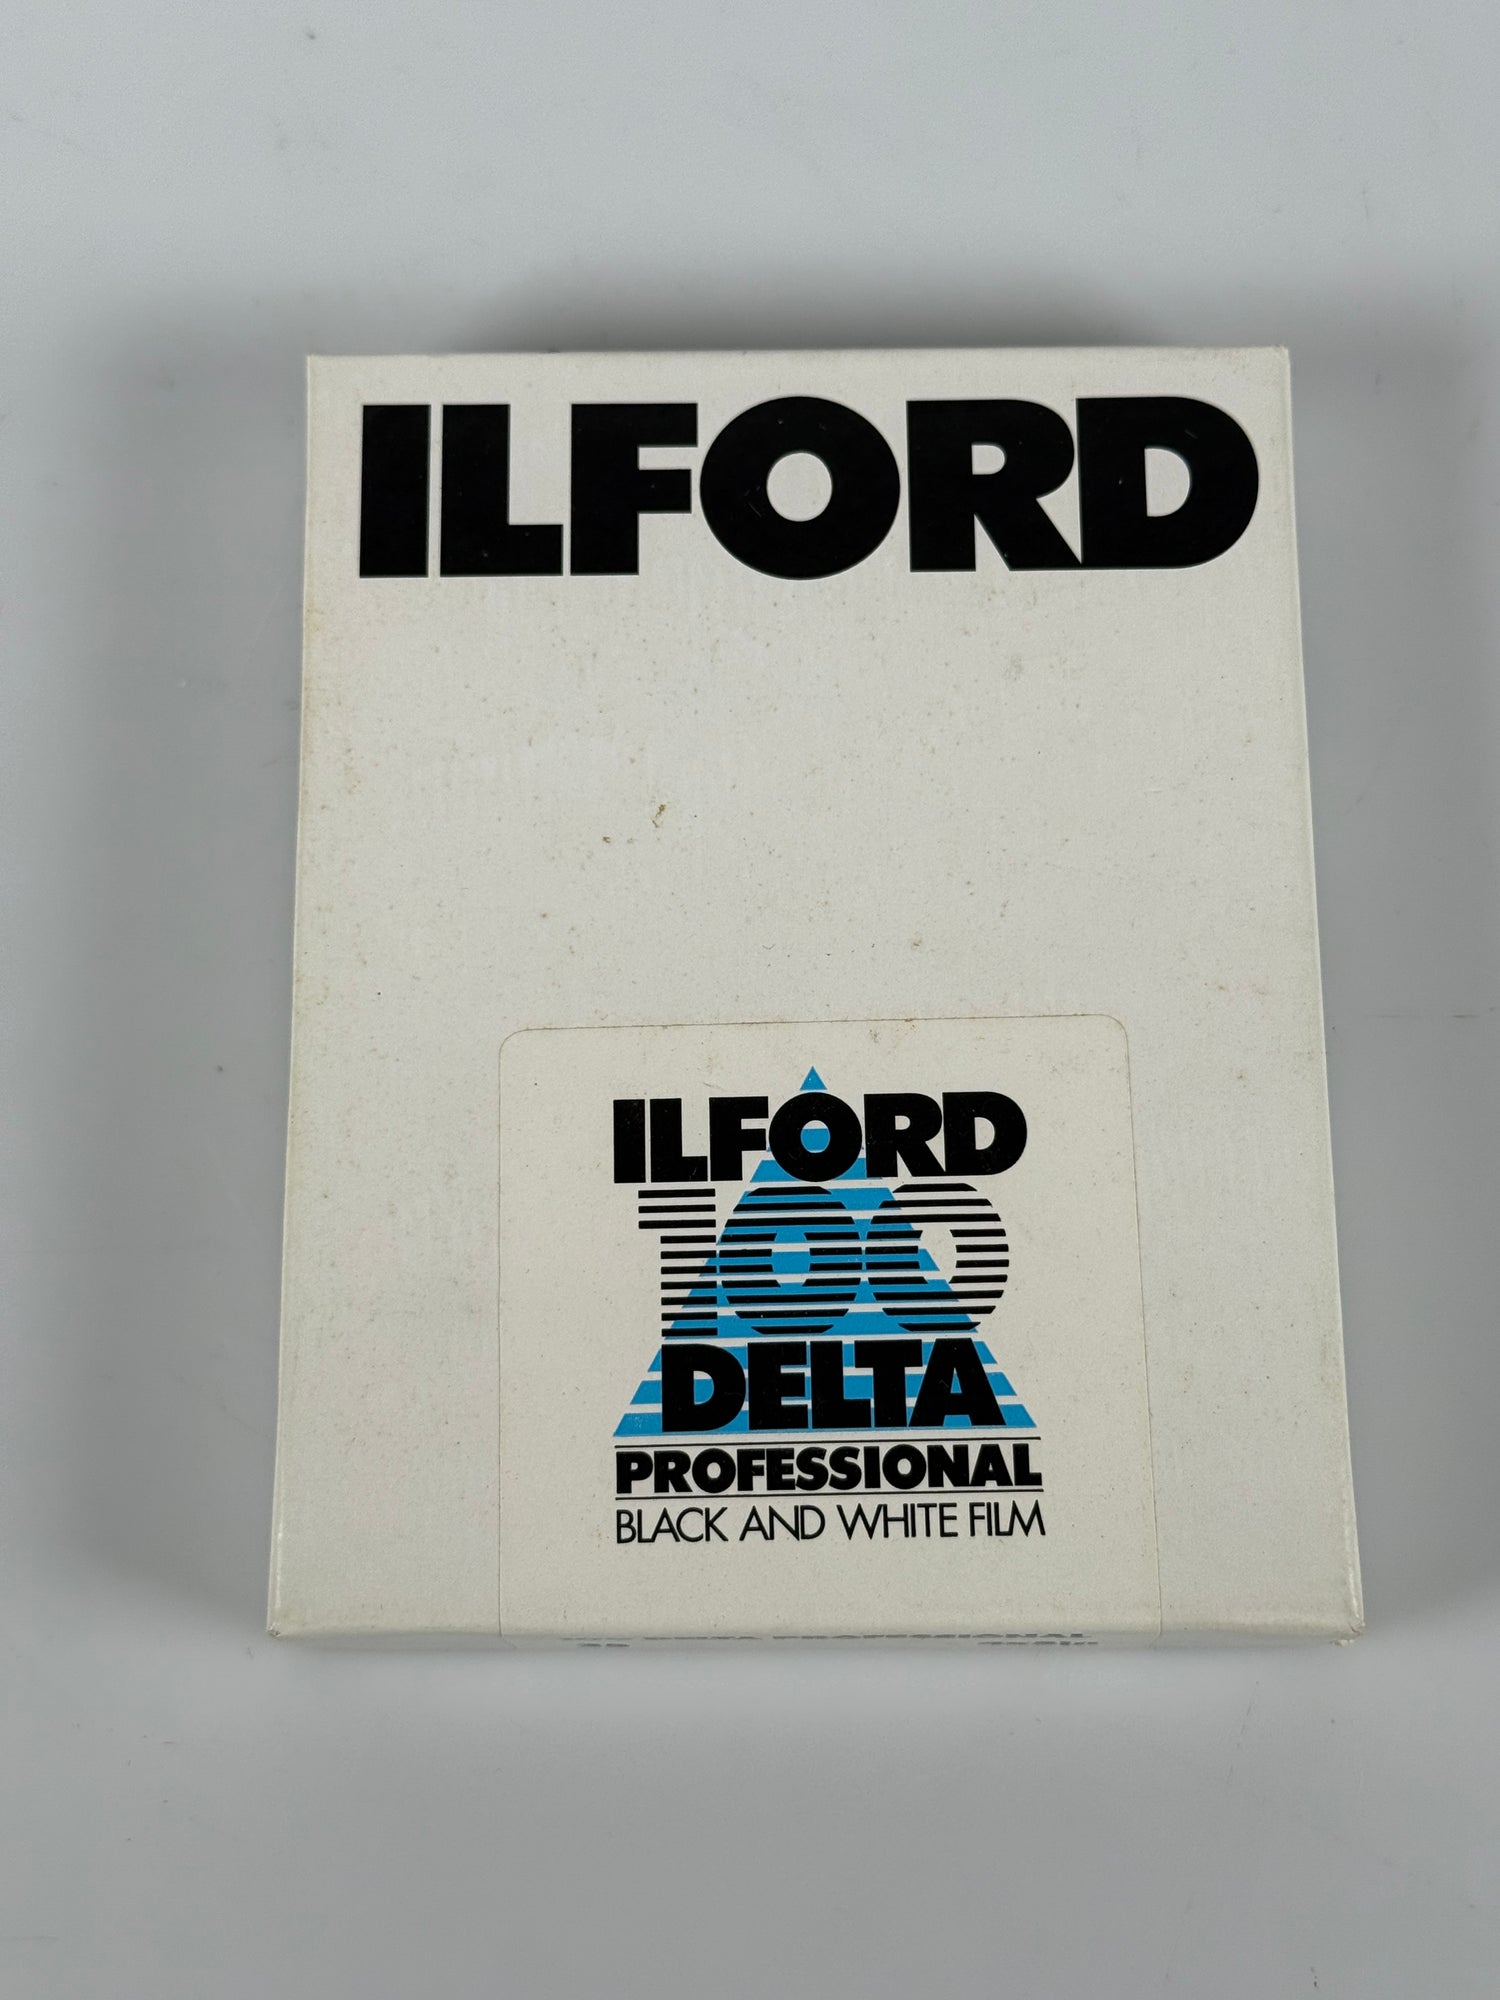 ILFORD
ILFORD
100
DELTA
PROFESSIONAL
BLACK AND WHITE FILM